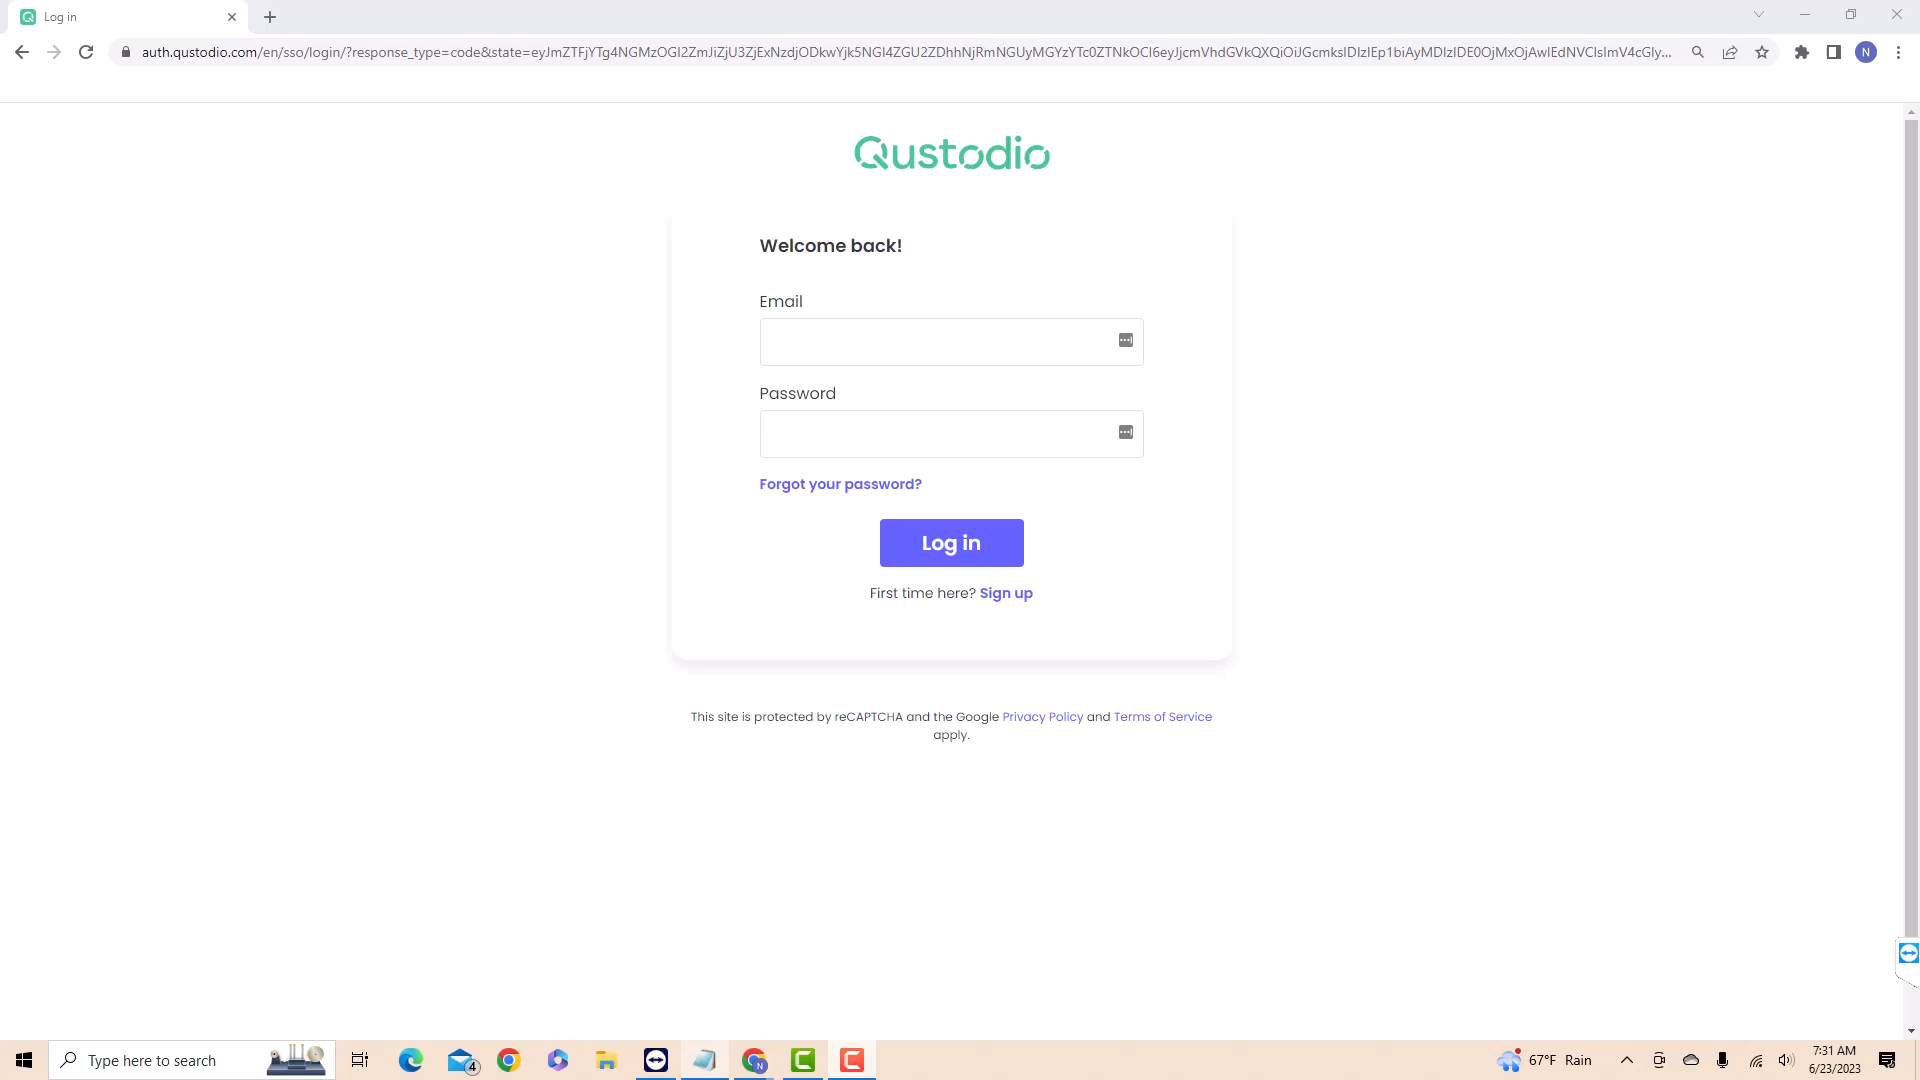 Log in
auth.qustodio.com/en/sso/login/?response_type=code&state=eyJmZTFjYTg4NGMzOGI2ZmJiZjU3ZjExNzdjODkwYjk5NGI4ZGU2ZDhhNjRmNGUyMGYzYTc0ZTNkOCI6eyJjcmVhdGVkQXQiOiJGcmksIDIzIEp1biAyMDIzIDE0OjMxOjAwIEdNVCIsImV4cGly...
N
Qustodio
Welcome back!
Email
Password
Forgot your password?
Log in
First time here? Sign up
This site is protected by reCAPTCHA and the Google Privacy Policy and Terms of Service
apply.
Type here to search
4
N
67°F Rain
7:31 AM
6/23/2023